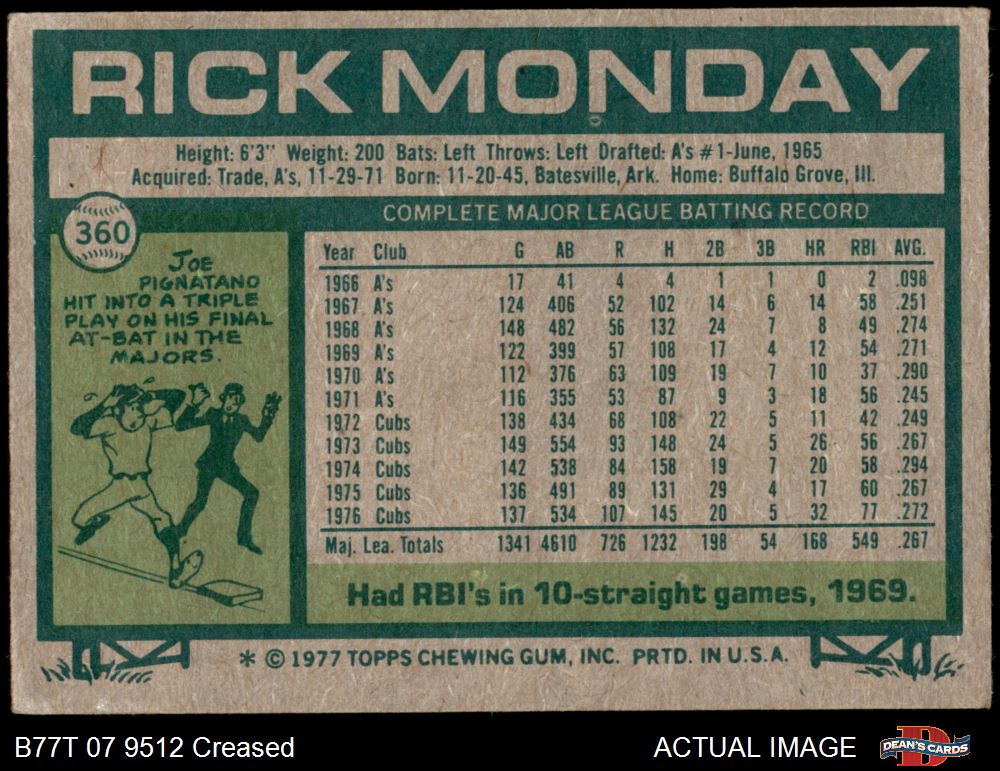 RICK MONDAY
Height: 6'3" Weight: 200 Bats: Left Throws: Left Drafted: A's #1-June, 1965
Acquired: Trade, A's, 11-29-71 Born: 11-20-45, Batesville, Ark. Home: Buffalo Grove, Ill.
360
JOE
PIGNATANO
HIT INTO A TRIPLE
PLAY ON HIS FINAL
AT-BAT IN THE
MAJORS.
COMPLETE MAJOR LEAGUE BATTING RECORD
Year Club G AB R H 2B 3B HR RBI AVG.
1966 A's 17 41 4 4 1 1 0 2 .098
1967 A's 124 406 52 102 14 6 14 58 .251
1968 A's 148 482 56 132 24 7 8 49 .274
1969 A's 122 399 57 108 17 4 12 54 .271
1970 A's 112 376 63 109 19 7 10 37 .290
1971 A's 116 355 53 87 9 3 18 56 .245
1972 Cubs 138 434 68 108 22 5 11 42 .249
1973 Cubs 149 554 93 148 24 5 26 56 .267
1974 Cubs 142 538 84 158 19 7 20 58 .294
1975 Cubs 136 491 89 131 29 4 17 60 .267
1976 Cubs 137 534 107 145 20 5 32 77 .272
Maj. Lea. Totals 1341 4610 726 1232 198 54 168 549 .267
Had RBI's in 10-straight games, 1969.
* © 1977 TOPPS CHEWING GUM, INC. PRTD. IN U.S.A.
B77T 07 9512 Creased
ACTUAL IMAGE
D
DEAN'S CARDS